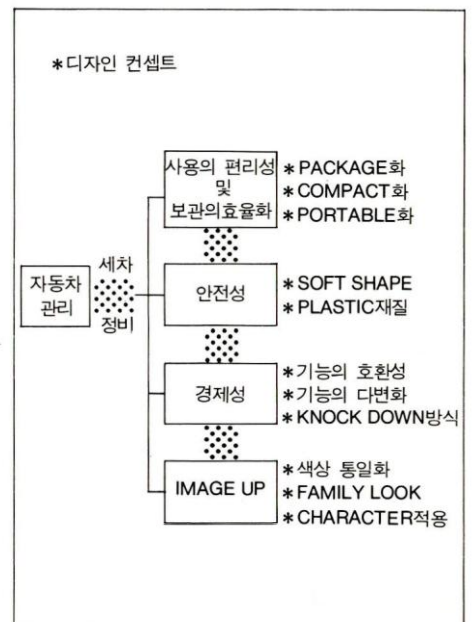 *디자인 컨셉트
사용의 편리성
및
보관의효율화
*PACKAGE화
*COMPACT화
*PORTABLE화
세차
자동차
관리
정비
안전성
*SOFT SHAPE
*PLASTIC재질
경제성
*기능의 호환성
*기능의 다변화
*KNOCK DOWN방식
IMAGE UP
*색상 통일화
*FAMILY LOOK
*CHARACTER적용